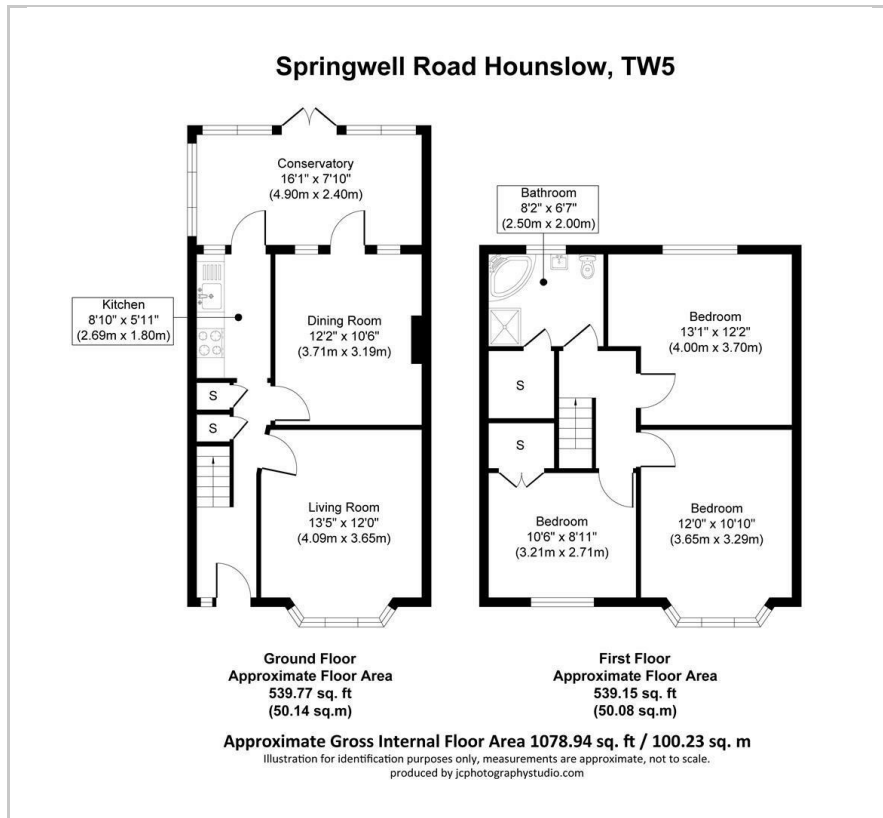 Springwell Road Hounslow, TW5
Conservatory
16'1" x 7'10"
(4.90m x 2.40m)
Kitchen
8'10" x 5'11"
(2.69m x 1.80m)
Dining Room
12'2" x 10'6"
(3.71m x 3.19m)
S
S
Living Room
13'5" x 12'0"
(4.09m x 3.65m)
Ground Floor
Approximate Floor Area
539.77 sq. ft
(50.14 sq.m)
Bathroom
8'2" x 6'7"
(2.50m x 2.00m)
Bedroom
13'1" x 12'2"
(4.00m x 3.70m)
S
S
Bedroom
10'6" x 8'11"
(3.21m x 2.71m)
Bedroom
12'0" x 10'10"
(3.65m x 3.29m)
First Floor
Approximate Floor Area
539.15 sq. ft
(50.08 sq.m)
Approximate Gross Internal Floor Area 1078.94 sq. ft / 100.23 sq. m
Illustration for identification purposes only, measurements are approximate, not to scale.
produced by jcphotographystudio.com